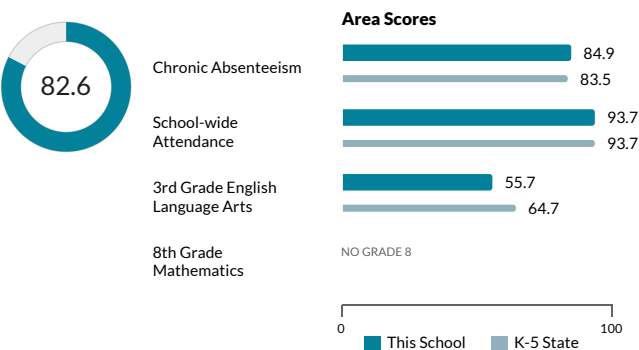 Area Scores
82.6
Chronic Absenteeism
84.9
83.5
School-wide
Attendance
93.7
93.7
3rd Grade English
Language Arts
55.7
64.7
8th Grade
Mathematics
NO GRADE 8
0
100
This School
K-5 State